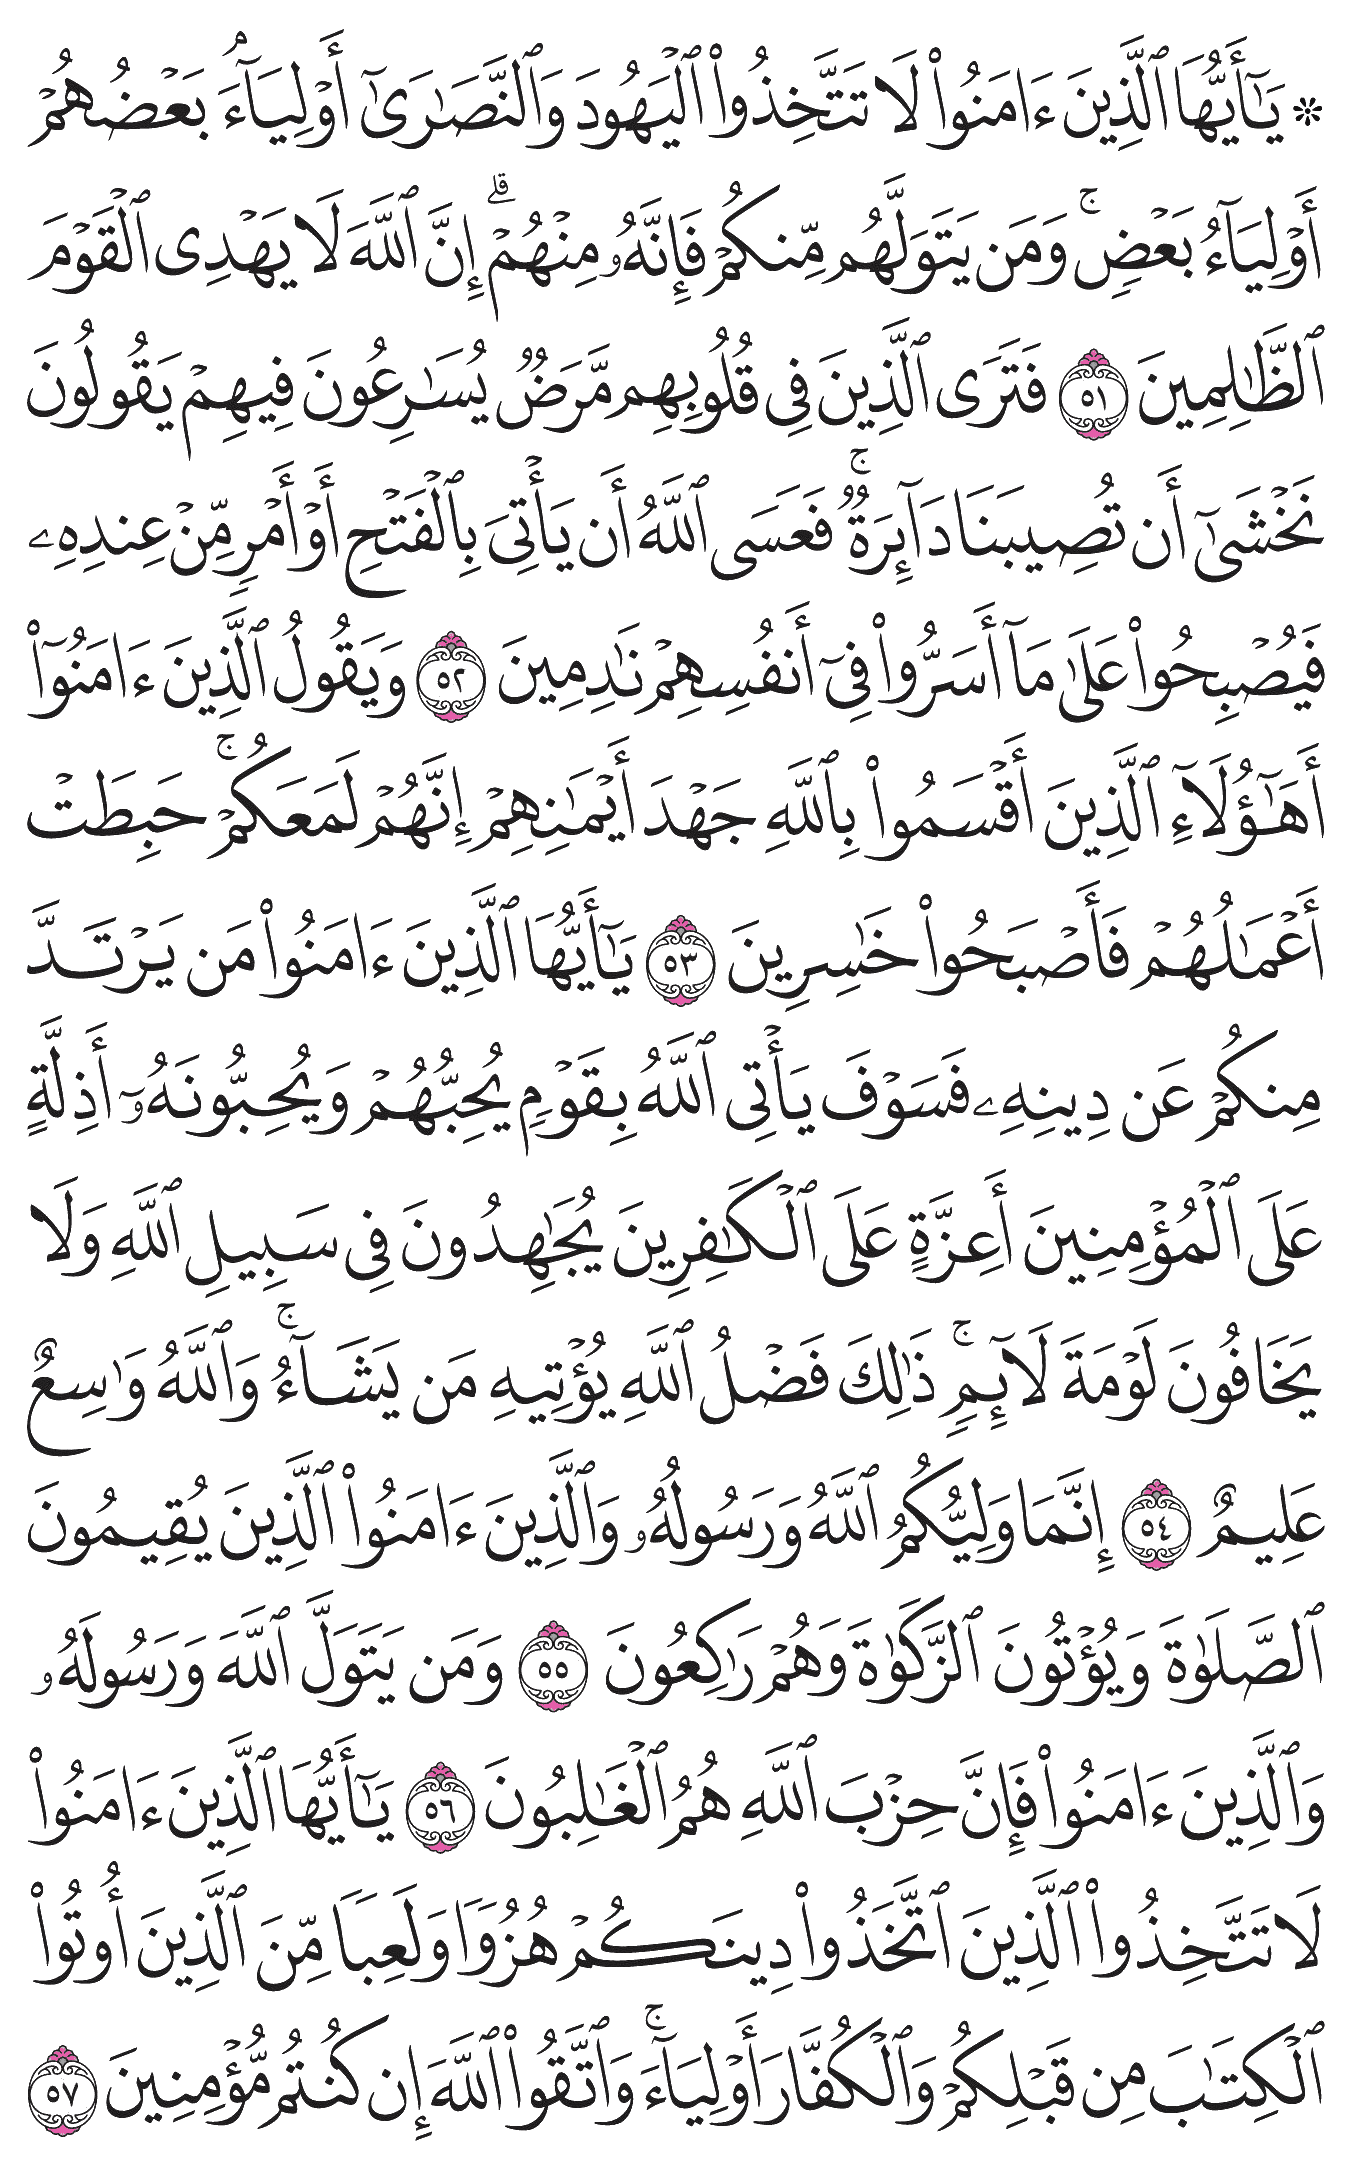 ۞ يَـٰٓأَيُّهَا ٱلَّذِينَ ءَامَنُوا۟ لَا تَتَّخِذُوا۟ ٱلْيَهُودَ وَٱلنَّصَـٰرَىٰٓ أَوْلِيَآءَ ۘ بَعْضُهُمْ
أَوْلِيَآءُ بَعْضٍ ۚ وَمَن يَتَوَلَّهُم مِّنكُمْ فَإِنَّهُۥ مِنْهُمْ ۗ إِنَّ ٱللَّهَ لَا يَهْدِى ٱلْقَوْمَ
ٱلظَّـٰلِمِينَ ٥١ فَتَرَى ٱلَّذِينَ فِى قُلُوبِهِم مَّرَضٌ يُسَـٰرِعُونَ فِيهِمْ يَقُولُونَ
نَخْشَىٰٓ أَن تُصِيبَنَا دَآئِرَةٌ ۚ فَعَسَى ٱللَّهُ أَن يَأْتِىَ بِٱلْفَتْحِ أَوْ أَمْرٍ مِّنْ عِندِهِۦ
فَيُصْبِحُوا۟ عَلَىٰ مَآ أَسَرُّوا۟ فِىٓ أَنفُسِهِمْ نَـٰدِمِينَ ٥٢ وَيَقُولُ ٱلَّذِينَ ءَامَنُوٓا۟
أَهَـٰٓؤُلَآءِ ٱلَّذِينَ أَقْسَمُوا۟ بِٱللَّهِ جَهْدَ أَيْمَـٰنِهِمْ إِنَّهُمْ لَمَعَكُمْ ۚ حَبِطَتْ
أَعْمَـٰلُهُمْ فَأَصْبَحُوا۟ خَـٰسِرِينَ ٥٣ يَـٰٓأَيُّهَا ٱلَّذِينَ ءَامَنُوا۟ مَن يَرْتَدَّ
مِنكُمْ عَن دِينِهِۦ فَسَوْفَ يَأْتِى ٱللَّهُ بِقَوْمٍ يُحِبُّهُمْ وَيُحِبُّونَهُۥٓ أَذِلَّةٍ
عَلَى ٱلْمُؤْمِنِينَ أَعِزَّةٍ عَلَى ٱلْكَـٰفِرِينَ يُجَـٰهِدُونَ فِى سَبِيلِ ٱللَّهِ وَلَا
يَخَافُونَ لَوْمَةَ لَآئِمٍ ۚ ذَٰلِكَ فَضْلُ ٱللَّهِ يُؤْتِيهِ مَن يَشَآءُ ۚ وَٱللَّهُ وَٰسِعٌ
عَلِيمٌ ٥٤ إِنَّمَا وَلِيُّكُمُ ٱللَّهُ وَرَسُولُهُۥ وَٱلَّذِينَ ءَامَنُوا۟ ٱلَّذِينَ يُقِيمُونَ
ٱلصَّلَوٰةَ وَيُؤْتُونَ ٱلزَّكَوٰةَ وَهُمْ رَٰكِعُونَ ٥٥ وَمَن يَتَوَلَّ ٱللَّهَ وَرَسُولَهُۥ
وَٱلَّذِينَ ءَامَنُوا۟ فَإِنَّ حِزْبَ ٱللَّهِ هُمُ ٱلْغَـٰلِبُونَ ٥٦ يَـٰٓأَيُّهَا ٱلَّذِينَ ءَامَنُوا۟
لَا تَتَّخِذُوا۟ ٱلَّذِينَ ٱتَّخَذُوا۟ دِينَكُمْ هُزُوًا وَلَعِبًا مِّنَ ٱلَّذِينَ أُوتُوا۟
ٱلْكِتَـٰبَ مِن قَبْلِكُمْ وَٱلْكُفَّارَ أَوْلِيَآءَ ۚ وَٱتَّقُوا۟ ٱللَّهَ إِن كُنتُم مُّؤْمِنِينَ ٥٧